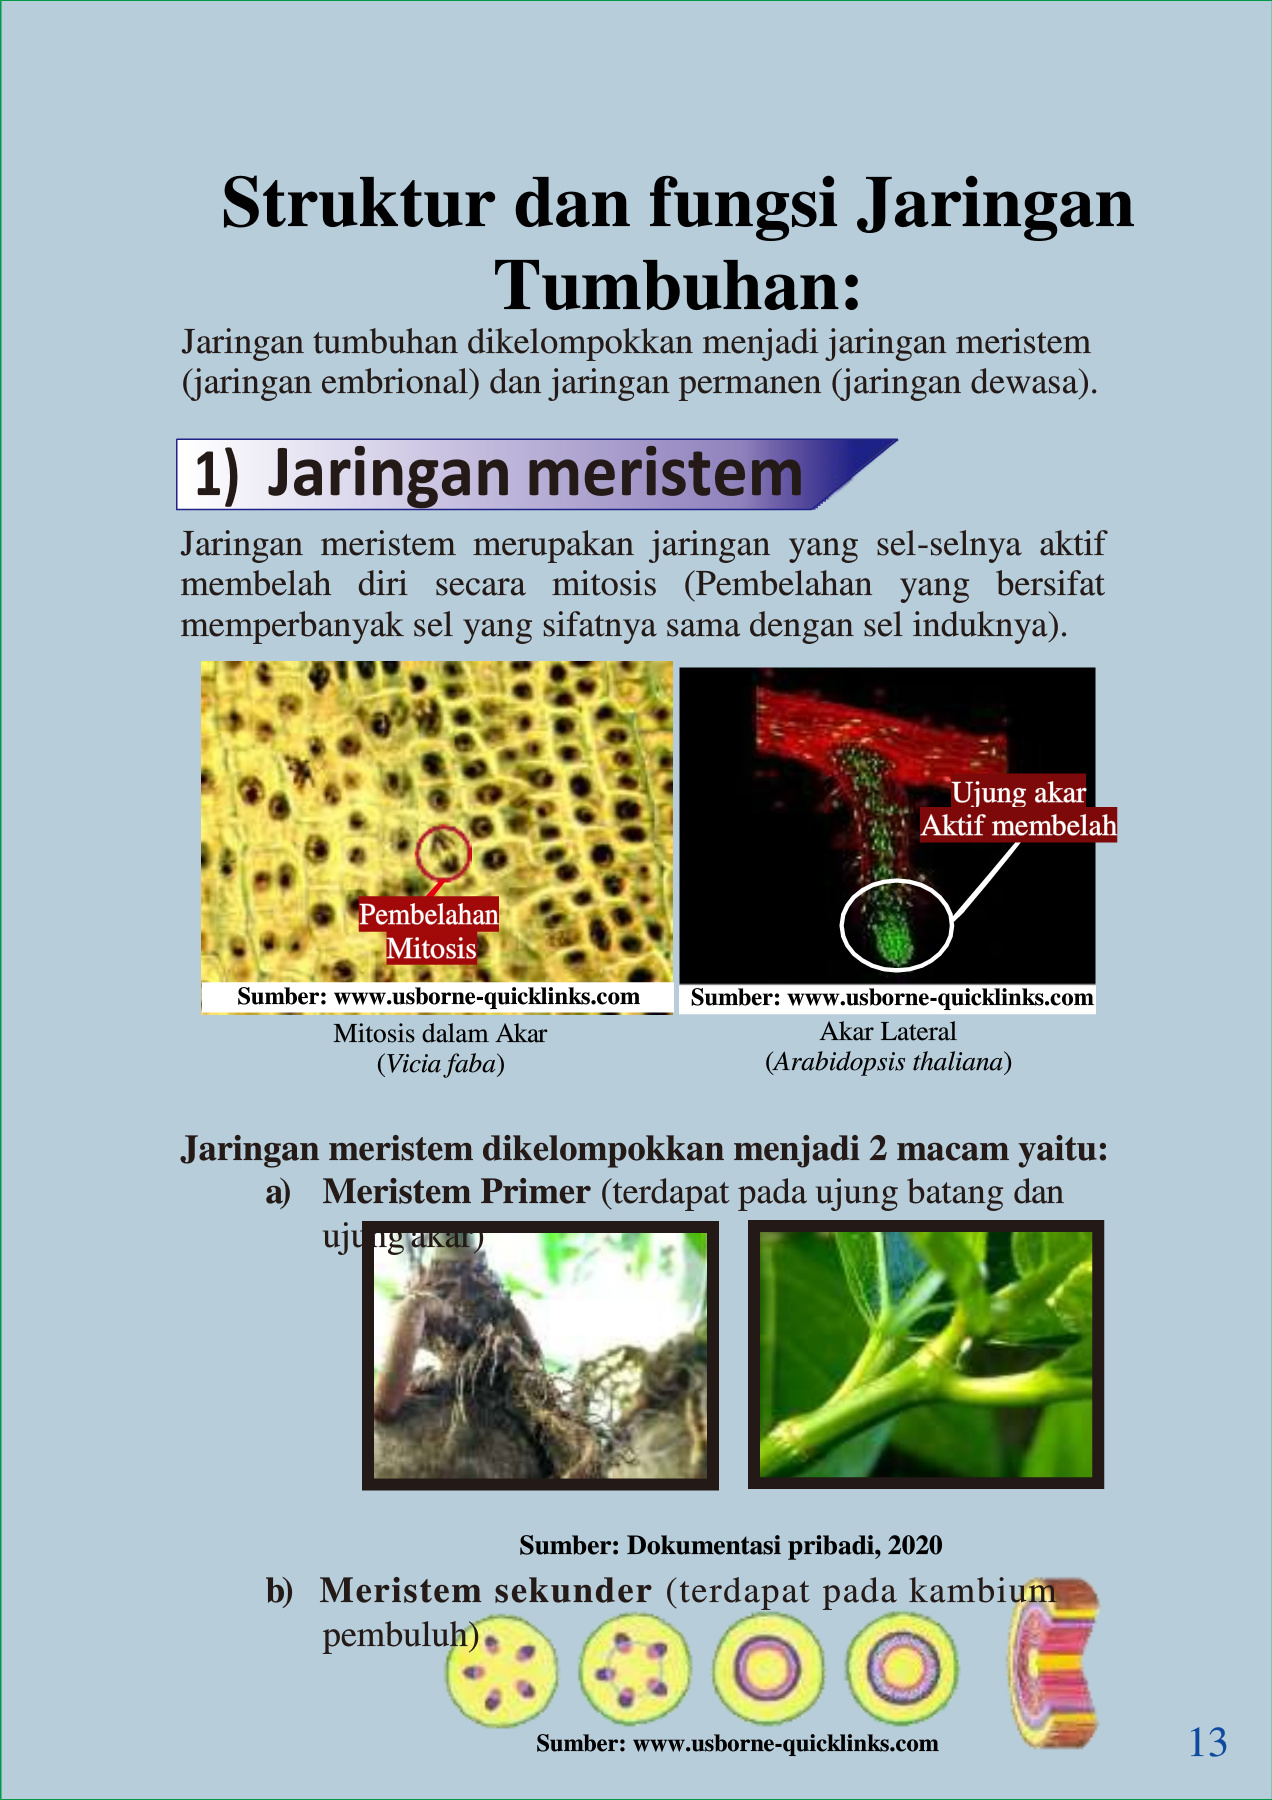 Struktur dan fungsi Jaringan
Tumbuhan:
Jaringan tumbuhan dikelompokkan menjadi jaringan meristem
(jaringan embrional) dan jaringan permanen (jaringan dewasa).
1) Jaringan meristem
Jaringan meristem merupakan jaringan yang sel-selnya aktif
membelah diri secara mitosis (Pembelahan yang bersifat
memperbanyak sel yang sifatnya sama dengan sel induknya).
Pembelahan
Mitosis
Sumber: www.usborne-quicklinks.com
Mitosis dalam Akar
(Vicia faba)
Ujung akar
Aktif membelah
Sumber: www.usborne-quicklinks.com
Akar Lateral
(Arabidopsis thaliana)
Jaringan meristem dikelompokkan menjadi 2 macam yaitu:
a) Meristem Primer (terdapat pada ujung batang dan
ujung akar)
Sumber: Dokumentasi pribadi, 2020
b) Meristem sekunder (terdapat pada kambium
pembuluh)
Sumber: www.usborne-quicklinks.com
13